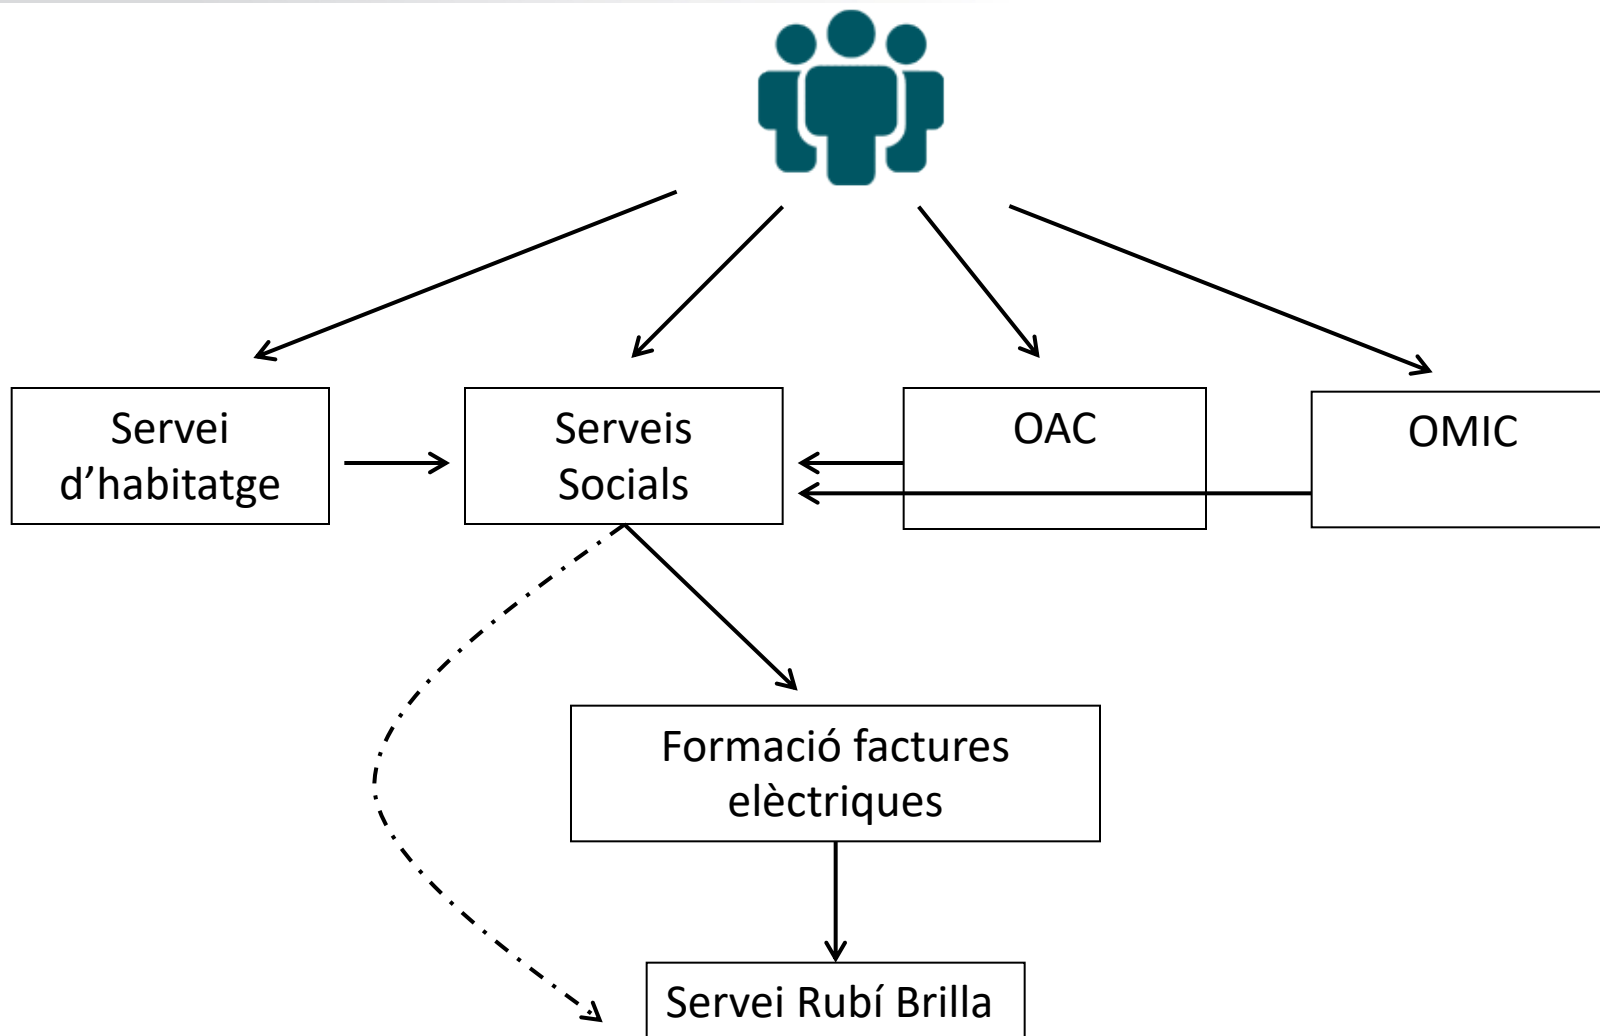 Servei
d’habitatge
Serveis
Socials
OAC
OMIC
Formació factures
elèctriques
Servei Rubí Brilla